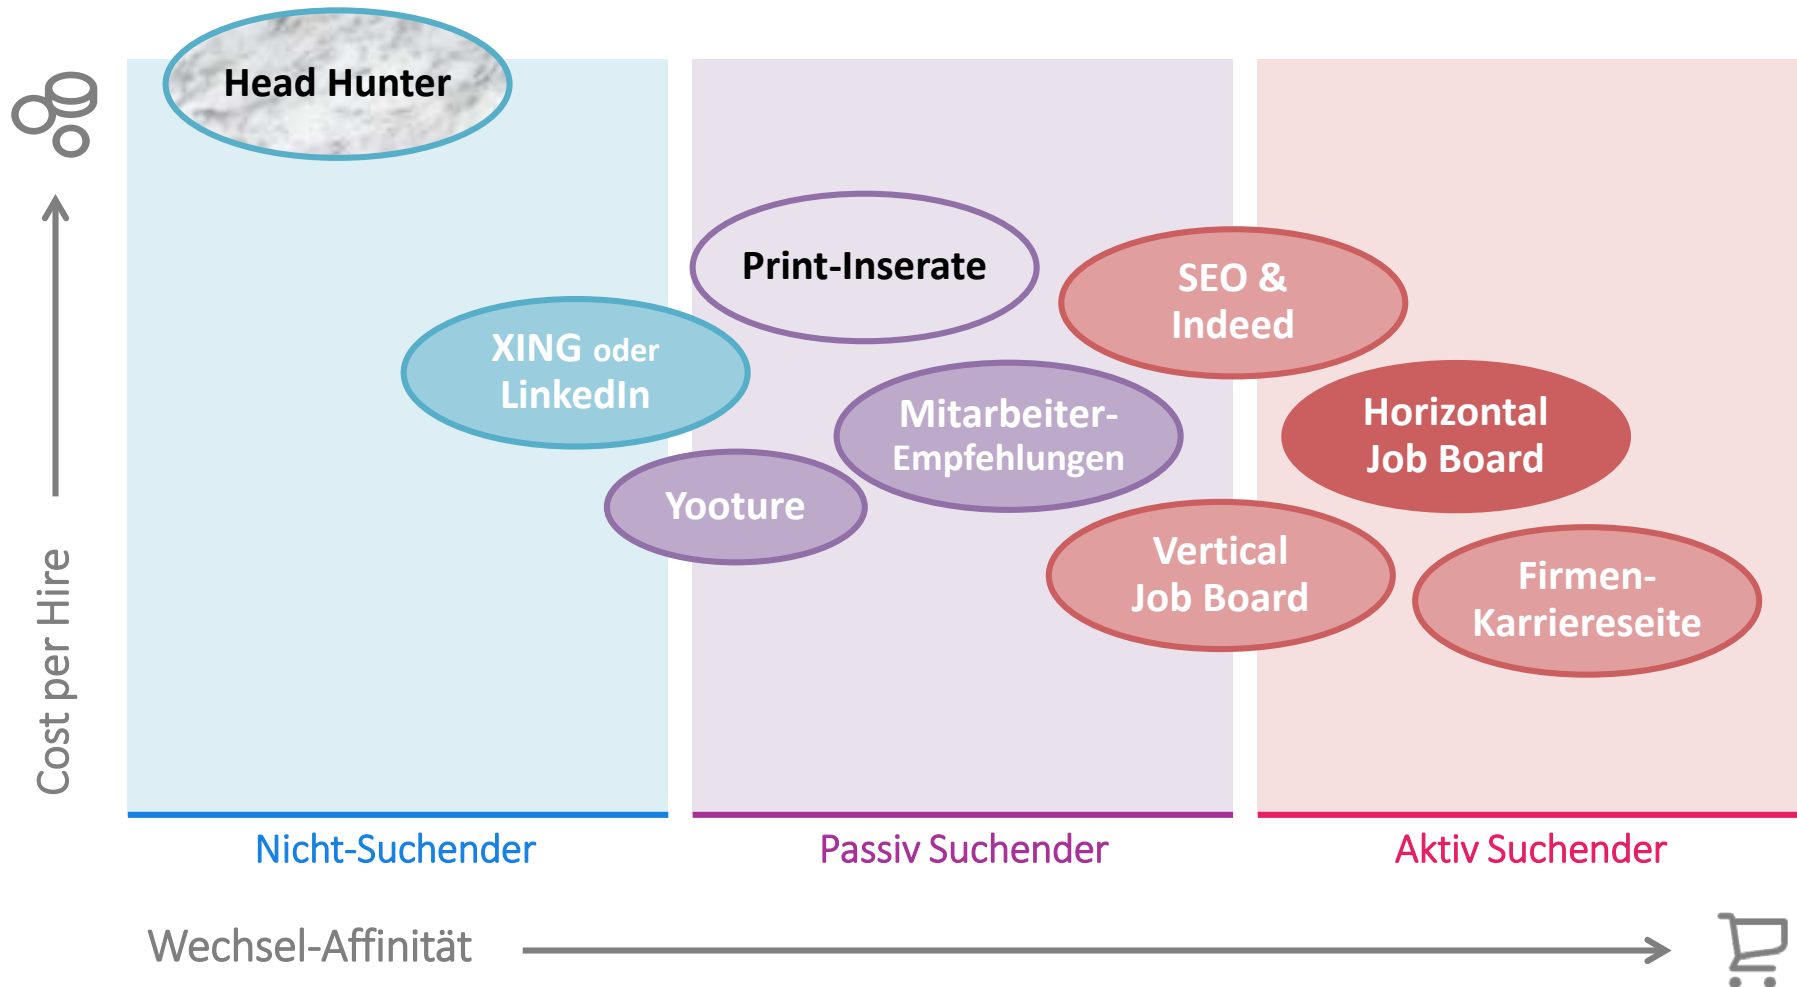 Head Hunter
Print-Inserate
SEO &
Indeed
XING oder
LinkedIn
Mitarbeiter-
Empfehlungen
Horizontal
Job Board
Yooture
Vertical
Job Board
Firmen-
Karriereseite
Cost per Hire
Nicht-Suchender
Passiv Suchender
Aktiv Suchender
Wechsel-Affinität